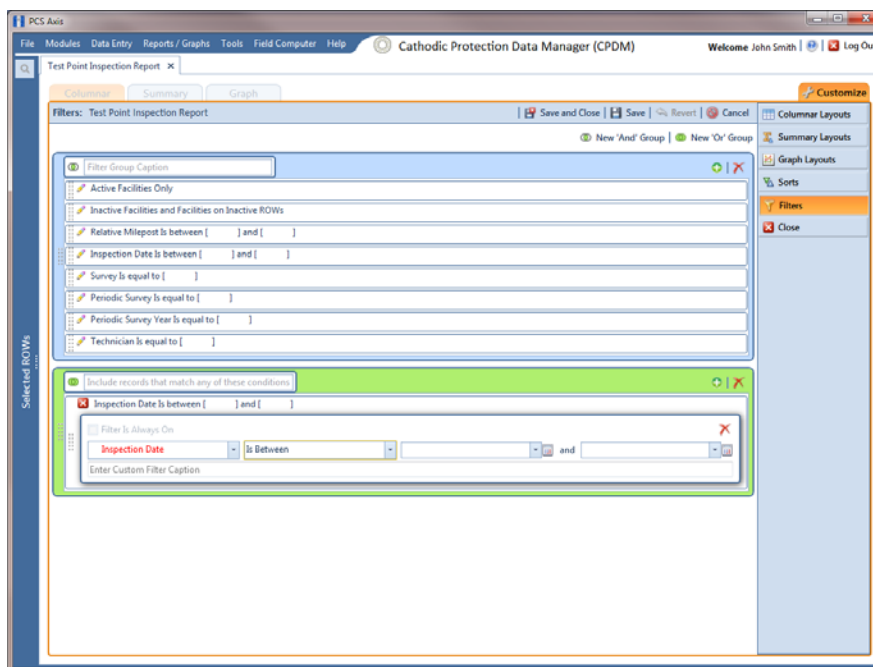 PCS Axis
File Modules Data Entry Reports / Graphs Tools Field Computer Help Cathodic Protection Data Manager (CPDM) Welcome John Smith Log Ou
Test Point Inspection Report
Columnar Summary Graph Customize
Filters: Test Point Inspection Report Save and Close Save Revert Cancel
New 'And' Group New 'Or' Group
Columnar Layouts
Summary Layouts
Graph Layouts
Sorts
Filters
Close
Filter Group Caption
Active Facilities Only
Inactive Facilities and Facilities on Inactive ROWs
Relative Milepost Is between [ ] and [ ]
Inspection Date Is between [ ] and [ ]
Survey Is equal to [ ]
Periodic Survey Is equal to [ ]
Periodic Survey Year Is equal to [ ]
Technician Is equal to [ ]
Selected ROWs
Include records that match any of these conditions
Inspection Date Is between [ ] and [ ]
Filter Is Always On
Inspection Date Is Between and
Enter Custom Filter Caption